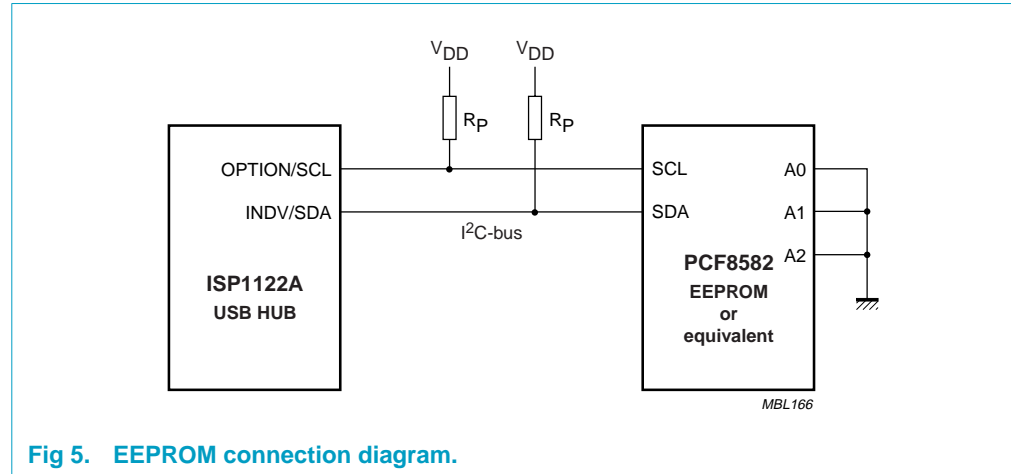 VDD VDD
RP RP
OPTION/SCL SCL A0
INDV/SDA SDA A1
I2C-bus
A2
ISP1122A PCF8582
USB HUB EEPROM
or
equivalent
MBL166
Fig 5. EEPROM connection diagram.